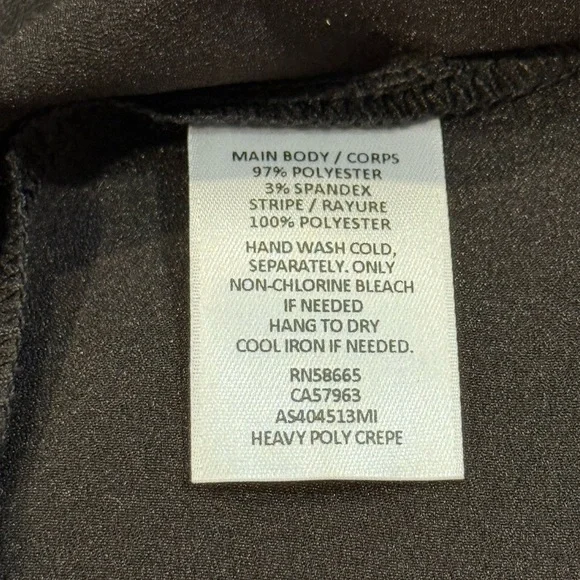 MAIN BODY / CORPS
97% POLYESTER
3% SPANDEX
STRIPE / RAYURE
100% POLYESTER
HAND WASH COLD,
SEPARATELY. ONLY
NON-CHLORINE BLEACH
IF NEEDED
HANG TO DRY
COOL IRON IF NEEDED.
RN58665
CA57963
AS404513MI
HEAVY POLY CREPE